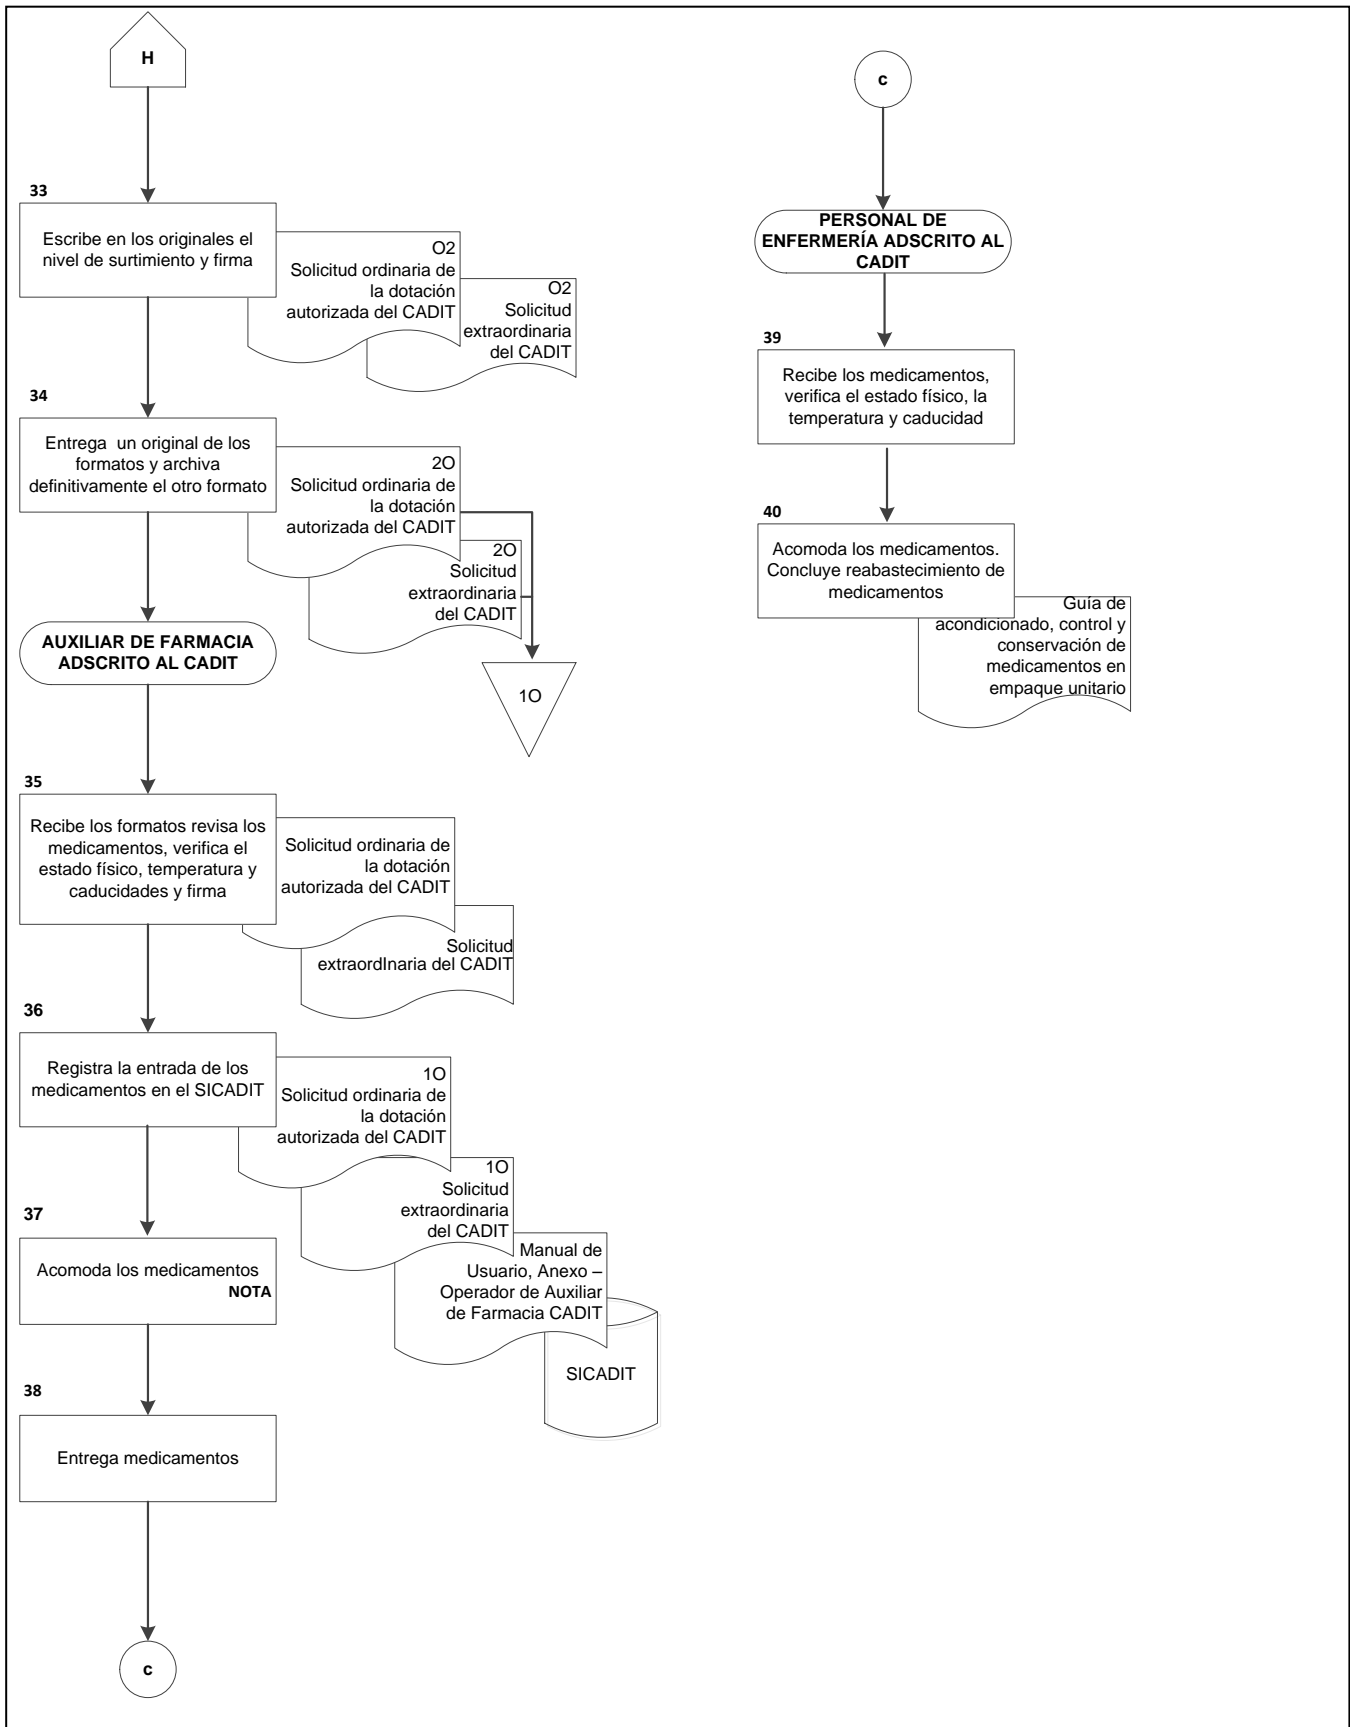 H
33
Escribe en los originales el
nivel de surtimiento y firma
O2
Solicitud ordinaria de
la dotación
autorizada del CADIT
O2
Solicitud
extraordinaria
del CADIT
34
Entrega un original de los
formatos y archiva
definitivamente el otro formato
2O
Solicitud ordinaria de
la dotación
autorizada del CADIT
2O
Solicitud
extraordinaria
del CADIT
1O
AUXILIAR DE FARMACIA
ADSCRITO AL CADIT
35
Recibe los formatos revisa los
medicamentos, verifica el
estado físico, temperatura y
caducidades y firma
Solicitud ordinaria de
la dotación
autorizada del CADIT
Solicitud
extraordInaria del CADIT
36
Registra la entrada de los
medicamentos en el SICADIT
1O
Solicitud ordinaria de
la dotación
autorizada del CADIT
1O
Solicitud
extraordinaria
del CADIT
Manual de
Usuario, Anexo –
Operador de Auxiliar
de Farmacia CADIT
SICADIT
37
Acomoda los medicamentos
NOTA
38
Entrega medicamentos
c
c
PERSONAL DE
ENFERMERÍA ADSCRITO AL
CADIT
39
Recibe los medicamentos,
verifica el estado físico, la
temperatura y caducidad
40
Acomoda los medicamentos.
Concluye reabastecimiento de
medicamentos
Guía de
acondicionado, control y
conservación de
medicamentos en
empaque unitario